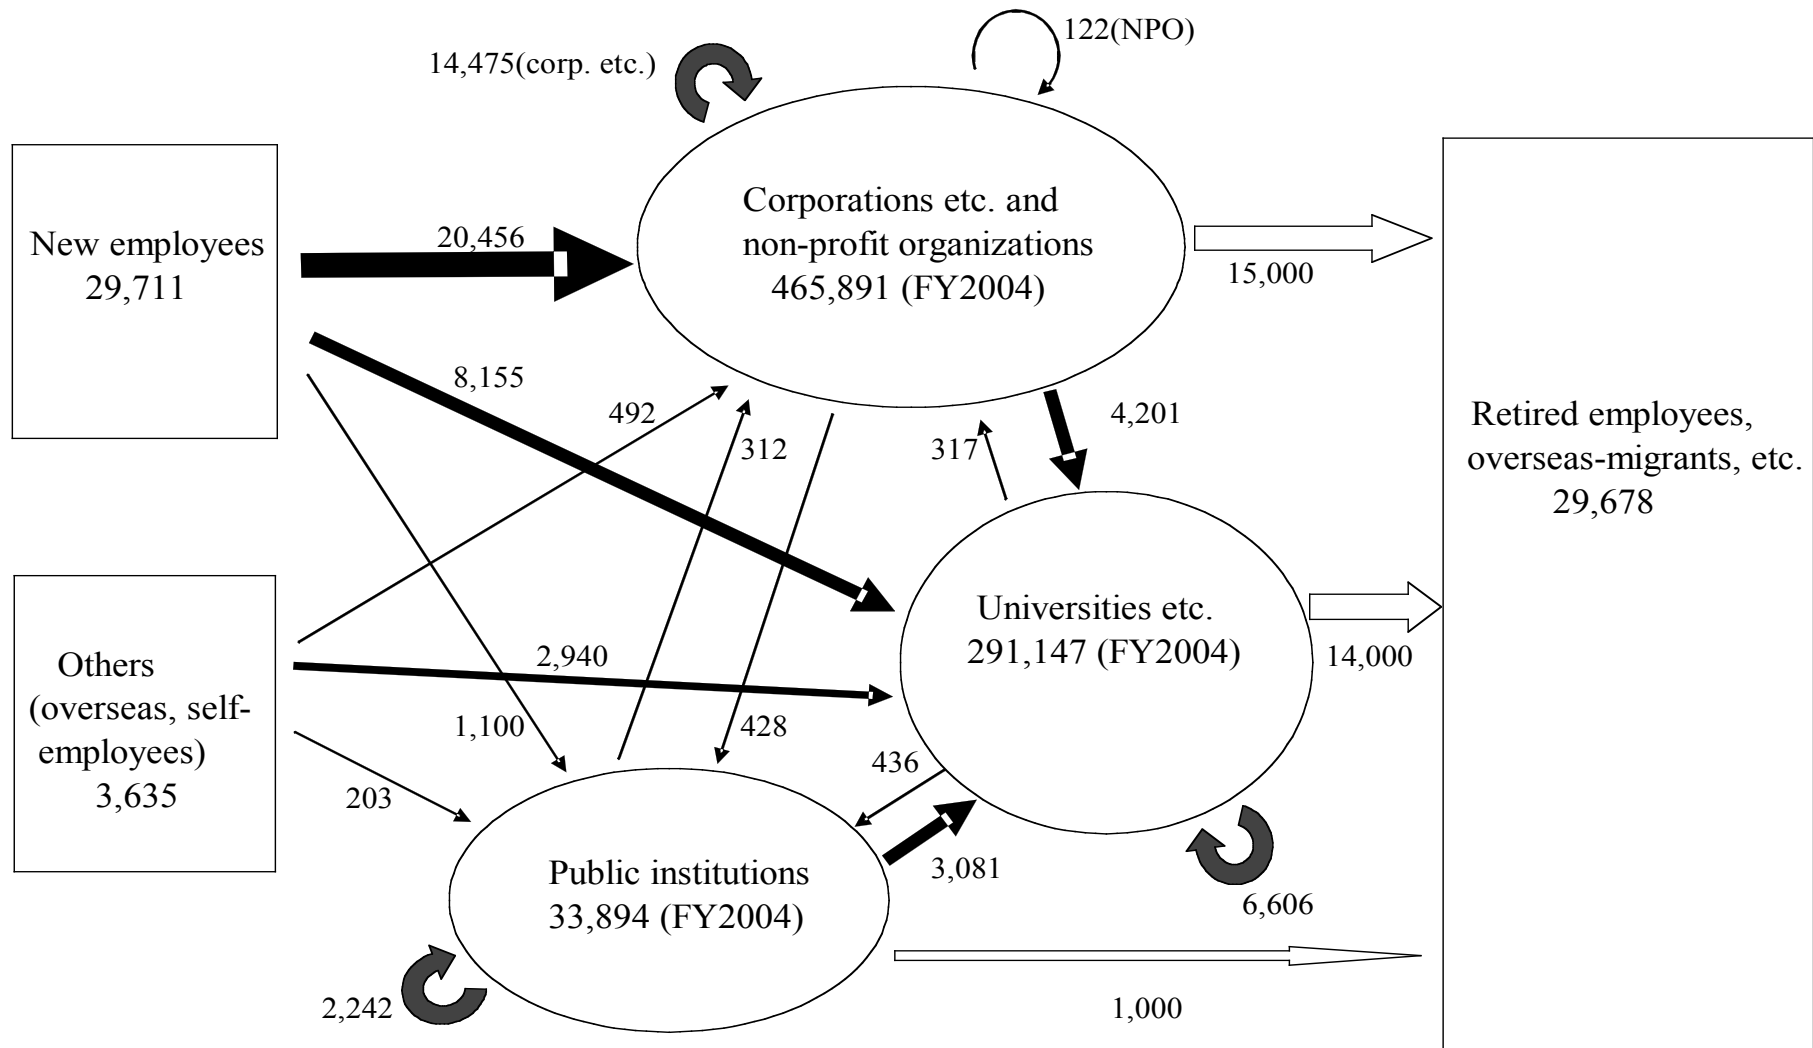 122(NPO)
14,475(corp. etc.)
New employees
29,711
20,456
Corporations etc. and
non-profit organizations
465,891 (FY2004)
15,000
8,155
492
312
317
4,201
Retired employees,
overseas-migrants, etc.
29,678
Universities etc.
291,147 (FY2004)
14,000
Others
(overseas, self-
employees)
3,635
2,940
1,100
428
436
203
Public institutions
33,894 (FY2004)
3,081
6,606
2,242
1,000